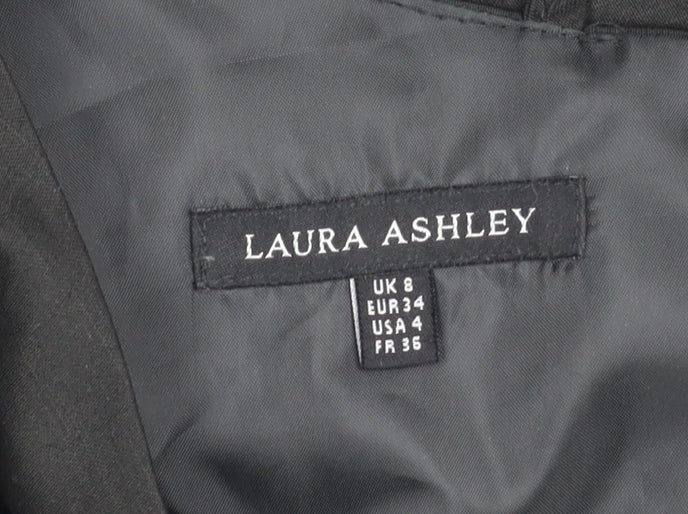 LAURA ASHLEY
UK 8
EUR 34
USA 4
FR 36